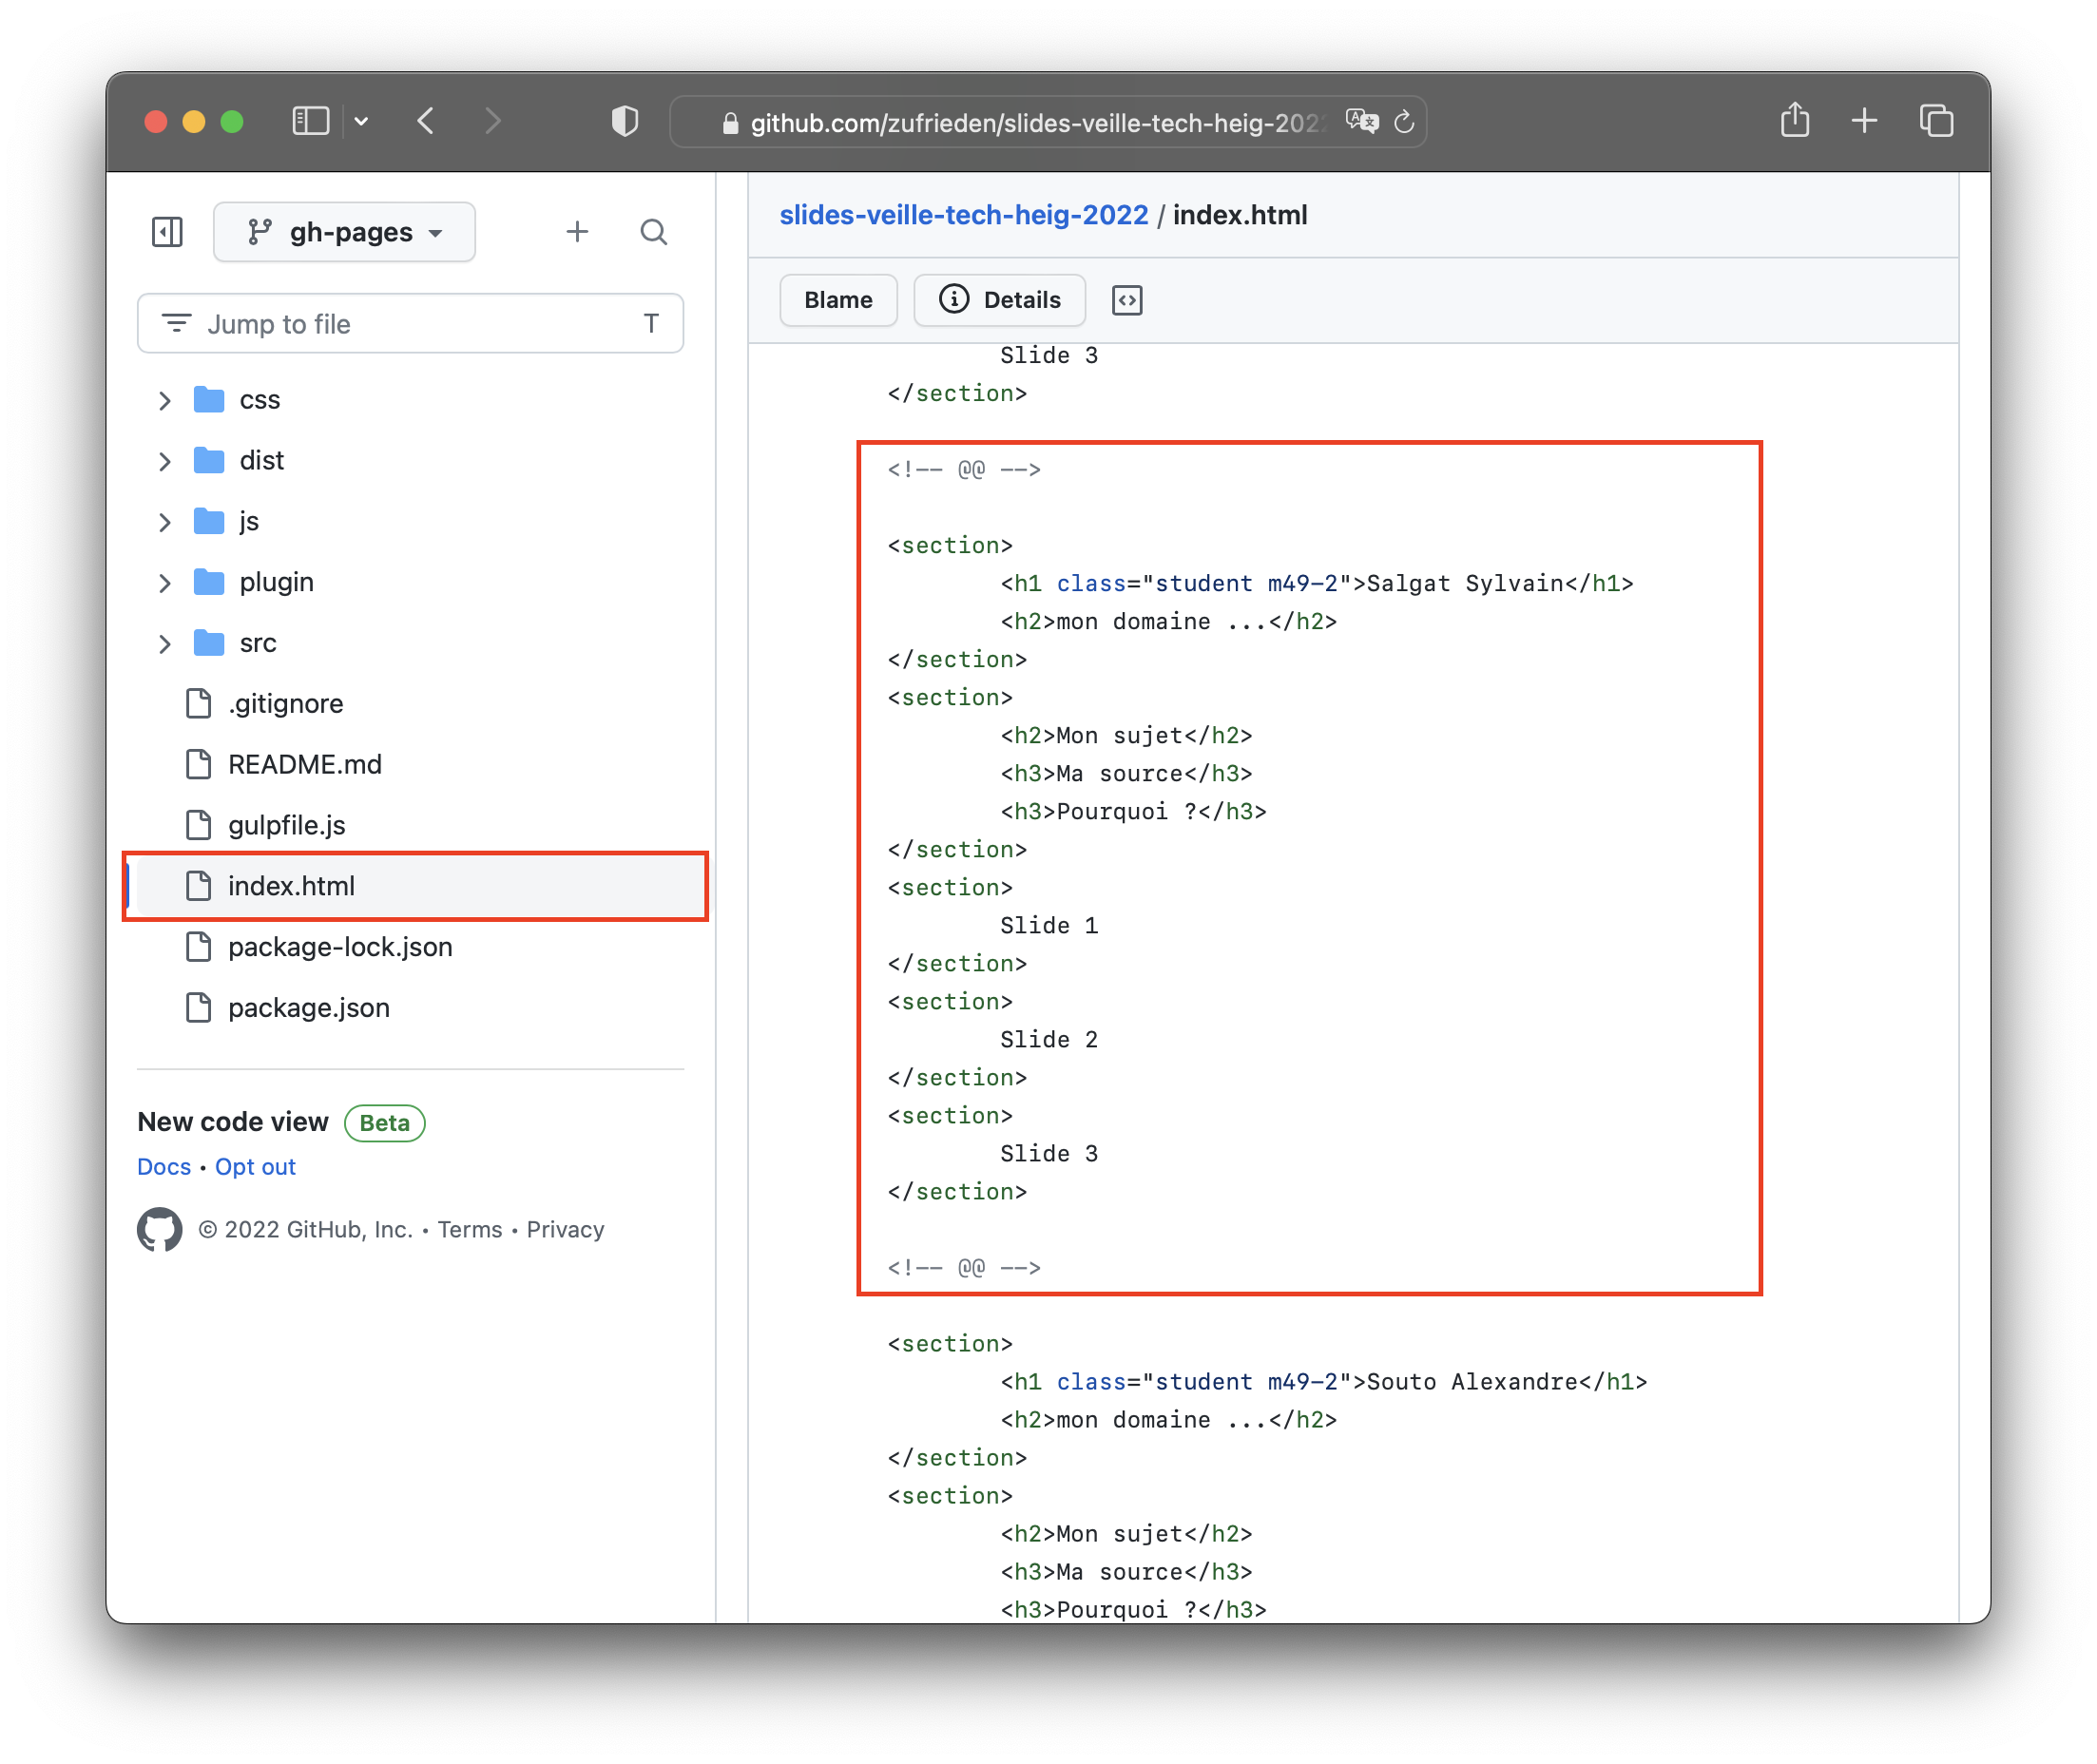 github.com/zufrieden/slides-veille-tech-heig-202
gh-pages
Jump to file
T
css
dist
js
plugin
src
.gitignore
README.md
gulpfile.js
index.html
package-lock.json
package.json
New code view Beta
Docs • Opt out
© 2022 GitHub, Inc. • Terms • Privacy
slides-veille-tech-heig-2022 / index.html
Blame
Details
Slide 3
</section>
<!-- @@ -->
<section>
<h1 class="student m49-2">Salgat Sylvain</h1>
<h2>mon domaine ...</h2>
</section>
<section>
<h2>Mon sujet</h2>
<h3>Ma source</h3>
<h3>Pourquoi ?</h3>
</section>
<section>
Slide 1
</section>
<section>
Slide 2
</section>
<section>
Slide 3
</section>
<!-- @@ -->
<section>
<h1 class="student m49-2">Souto Alexandre</h1>
<h2>mon domaine ...</h2>
</section>
<section>
<h2>Mon sujet</h2>
<h3>Ma source</h3>
<h3>Pourquoi ?</h3>